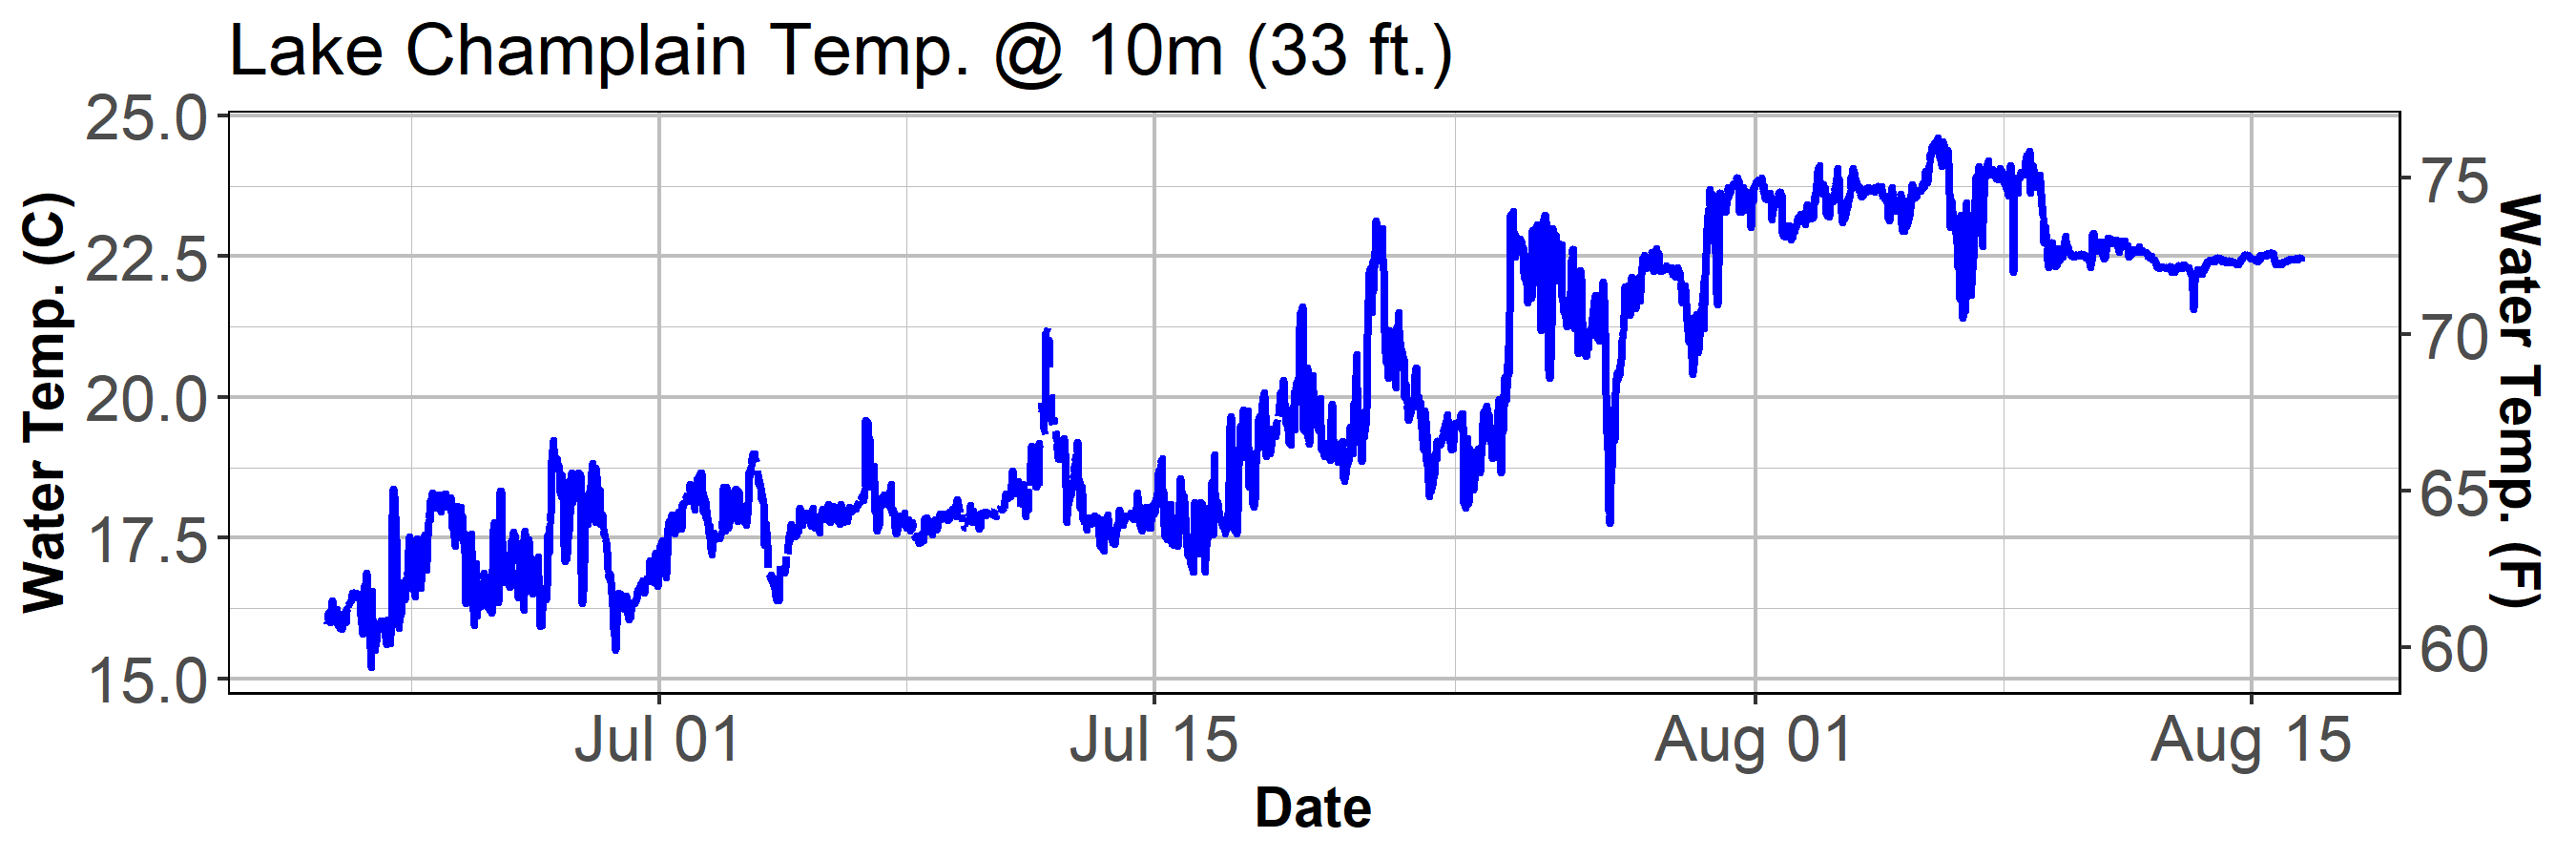 Lake Champlain Temp. @ 10m (33 ft.)
Water Temp. (C)
25.0
22.5
20.0
17.5
15.0
75
70
65
60
Water Temp. (F)
Jul 01 Jul 15 Aug 01 Aug 15
Date